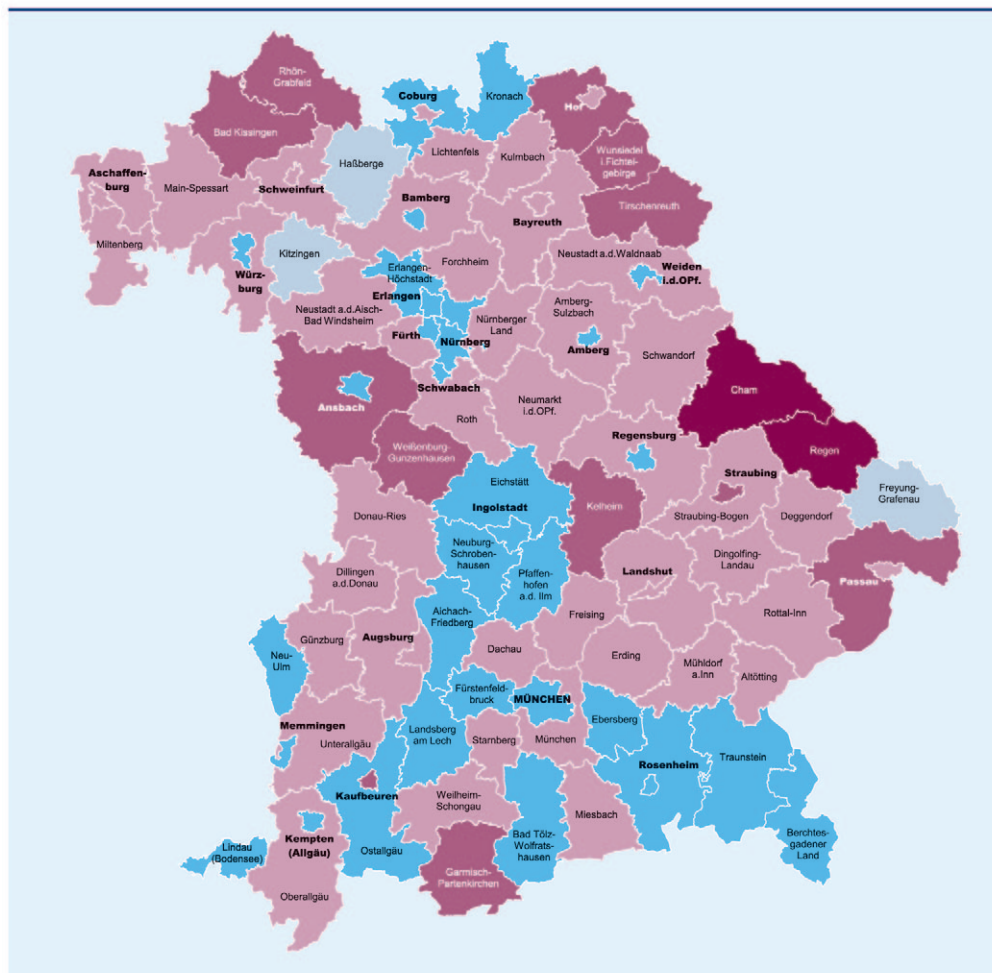 Rhön-
Grabfeld
Bad Kissingen
Coburg
Kronach
Hof
Wunsiedel
i.Fichtel-
gebirge
Tirschenreuth
Haßberge
Lichtenfels
Kulmbach
Aschaffen-
burg
Main-Spessart
Schweinfurt
Bamberg
Bayreuth
Miltenberg
Kitzingen
Würz-
burg
Erlangen-
Höchstadt
Forchheim
Neustadt a.d.Waldnaab
Weiden
i.d.OPf.
Erlangen
Neustadt a.d.Aisch-
Bad Windsheim
Fürth
Nürnberg
Nürnberger
Land
Amberg-
Sulzbach
Amberg
Schwandorf
Cham
Ansbach
Schwabach
Roth
Neumarkt
i.d.OPf.
Weißenburg-
Gunzenhausen
Regensburg
Regen
Straubing
Freyung-
Grafenau
Eichstätt
Ingolstadt
Kelheim
Straubing-Bogen
Deggendorf
Donau-Ries
Neuburg-
Schroben-
hausen
Pfaffen-
hofen
a.d. Ilm
Landshut
Dingolfing-
Landau
Passau
Dillingen
a.d.Donau
Aichach-
Friedberg
Freising
Rottal-Inn
Neu-
Ulm
Günzburg
Augsburg
Dachau
Erding
Mühldorf
a.Inn
Altötting
Fürstenfeld-
bruck
MÜNCHEN
Ebersberg
Memmingen
Unterallgäu
Landsberg
am Lech
Starnberg
München
Rosenheim
Traunstein
Kaufbeuren
Weilheim-
Schongau
Miesbach
Berchtes-
gadener
Land
Lindau
(Bodensee)
Kempten
(Allgäu)
Ostallgäu
Bad Tölz-
Wolfrats-
hausen
Garmisch-
Partenkirchen
Oberallgäu